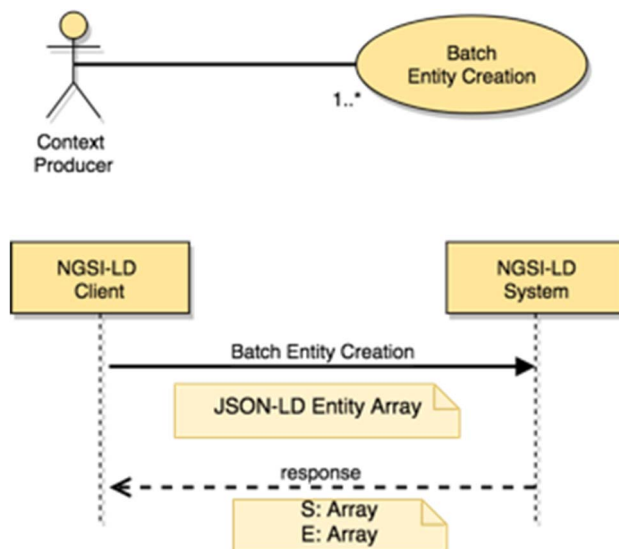 Batch
Entity Creation
1..*
Context
Producer
NGSI-LD
Client
NGSI-LD
System
Batch Entity Creation
JSON-LD Entity Array
response
S: Array
E: Array